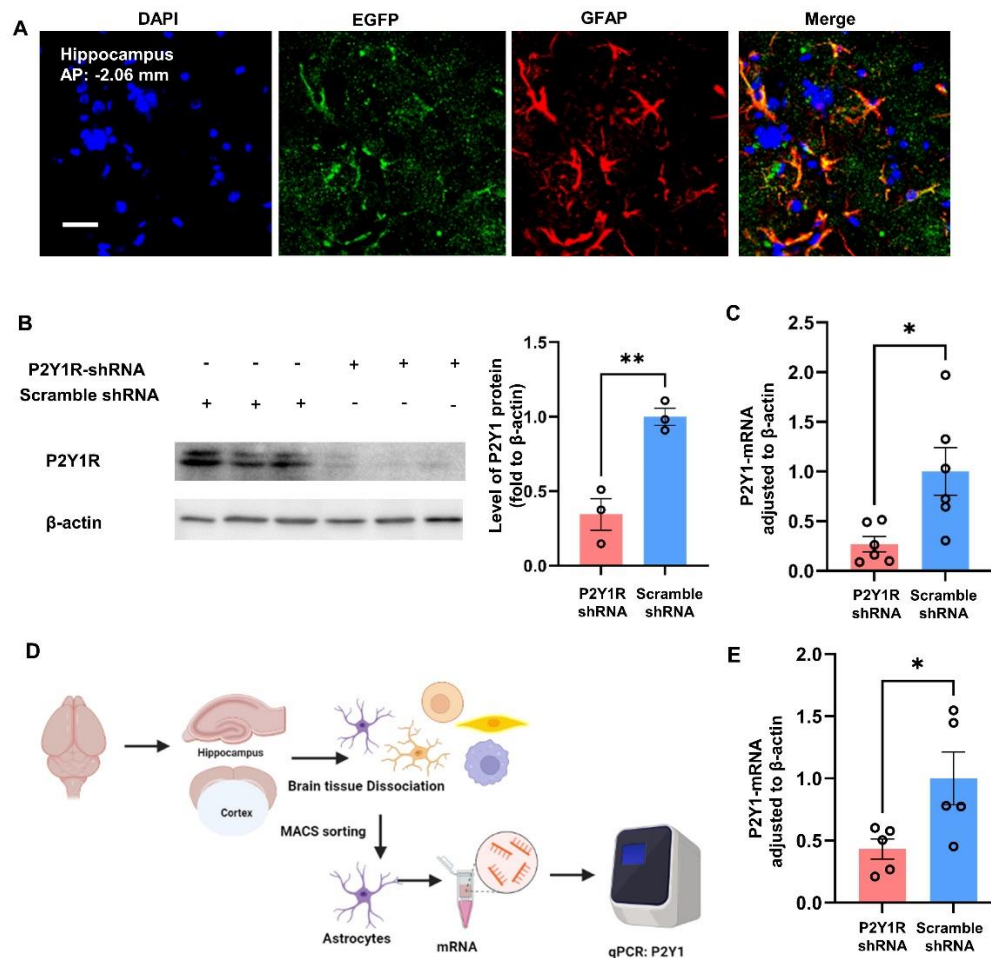 A
DAPI EGFP GFAP Merge
Hippocampus
AP: -2.06 mm
B
P2Y1R-shRNA - - - + + +
Scramble shRNA + + + - - -
P2Y1R
β-actin
Level of P2Y1 protein
(fold to β-actin)
1.5
1.0
0.5
0.0
**
P2Y1R
shRNA
Scramble
shRNA
C
P2Y1-mRNA
adjusted to β-actin
2.5
2.0
1.5
1.0
0.5
0.0
*
P2Y1R
shRNA
Scramble
shRNA
D
Hippocampus
Cortex
Brain tissue Dissociation
MACS sorting
Astrocytes
mRNA
qPCR: P2Y1
E
P2Y1-mRNA
adjusted to β-actin
2.0
1.5
1.0
0.5
0.0
*
P2Y1R
shRNA
Scramble
shRNA